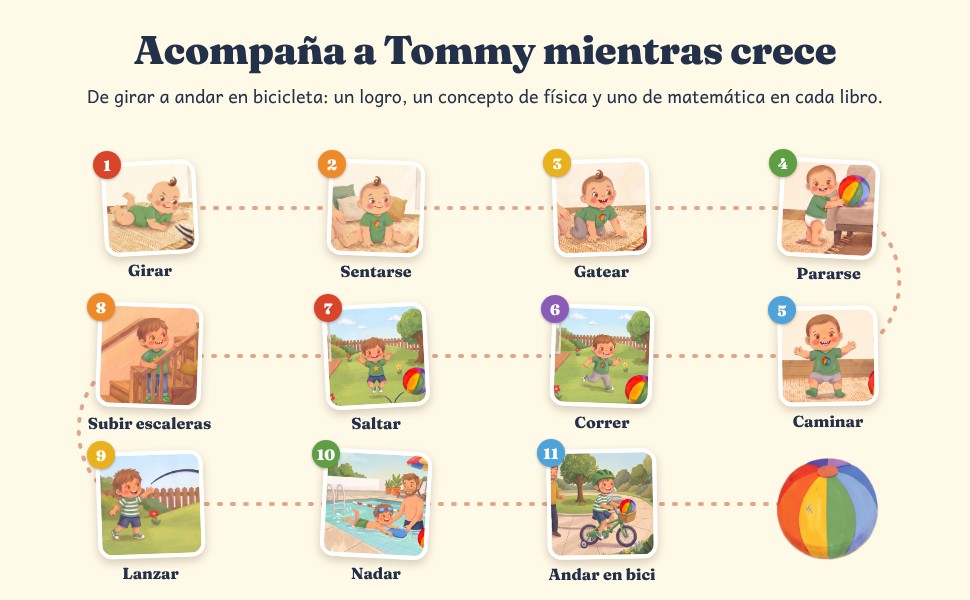 Acompaña a Tommy mientras crece
De girar a andar en bicicleta: un logro, un concepto de física y uno de matemática en cada libro.
1
2
3
4
Girar
Sentarse
Gatear
Pararse
8
7
6
5
Subir escaleras
Saltar
Correr
Caminar
9
10
11
Lanzar
Nadar
Andar en bici